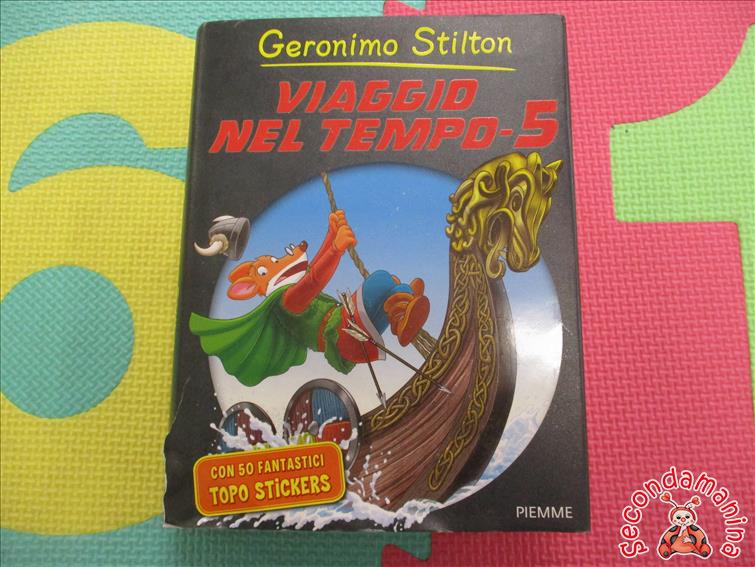 Geronimo Stilton
VIAGGIO
NEL TEMPO-5
CON 50 FANTASTICI
TOPO STICKERS
PIEMME
Secondamanina